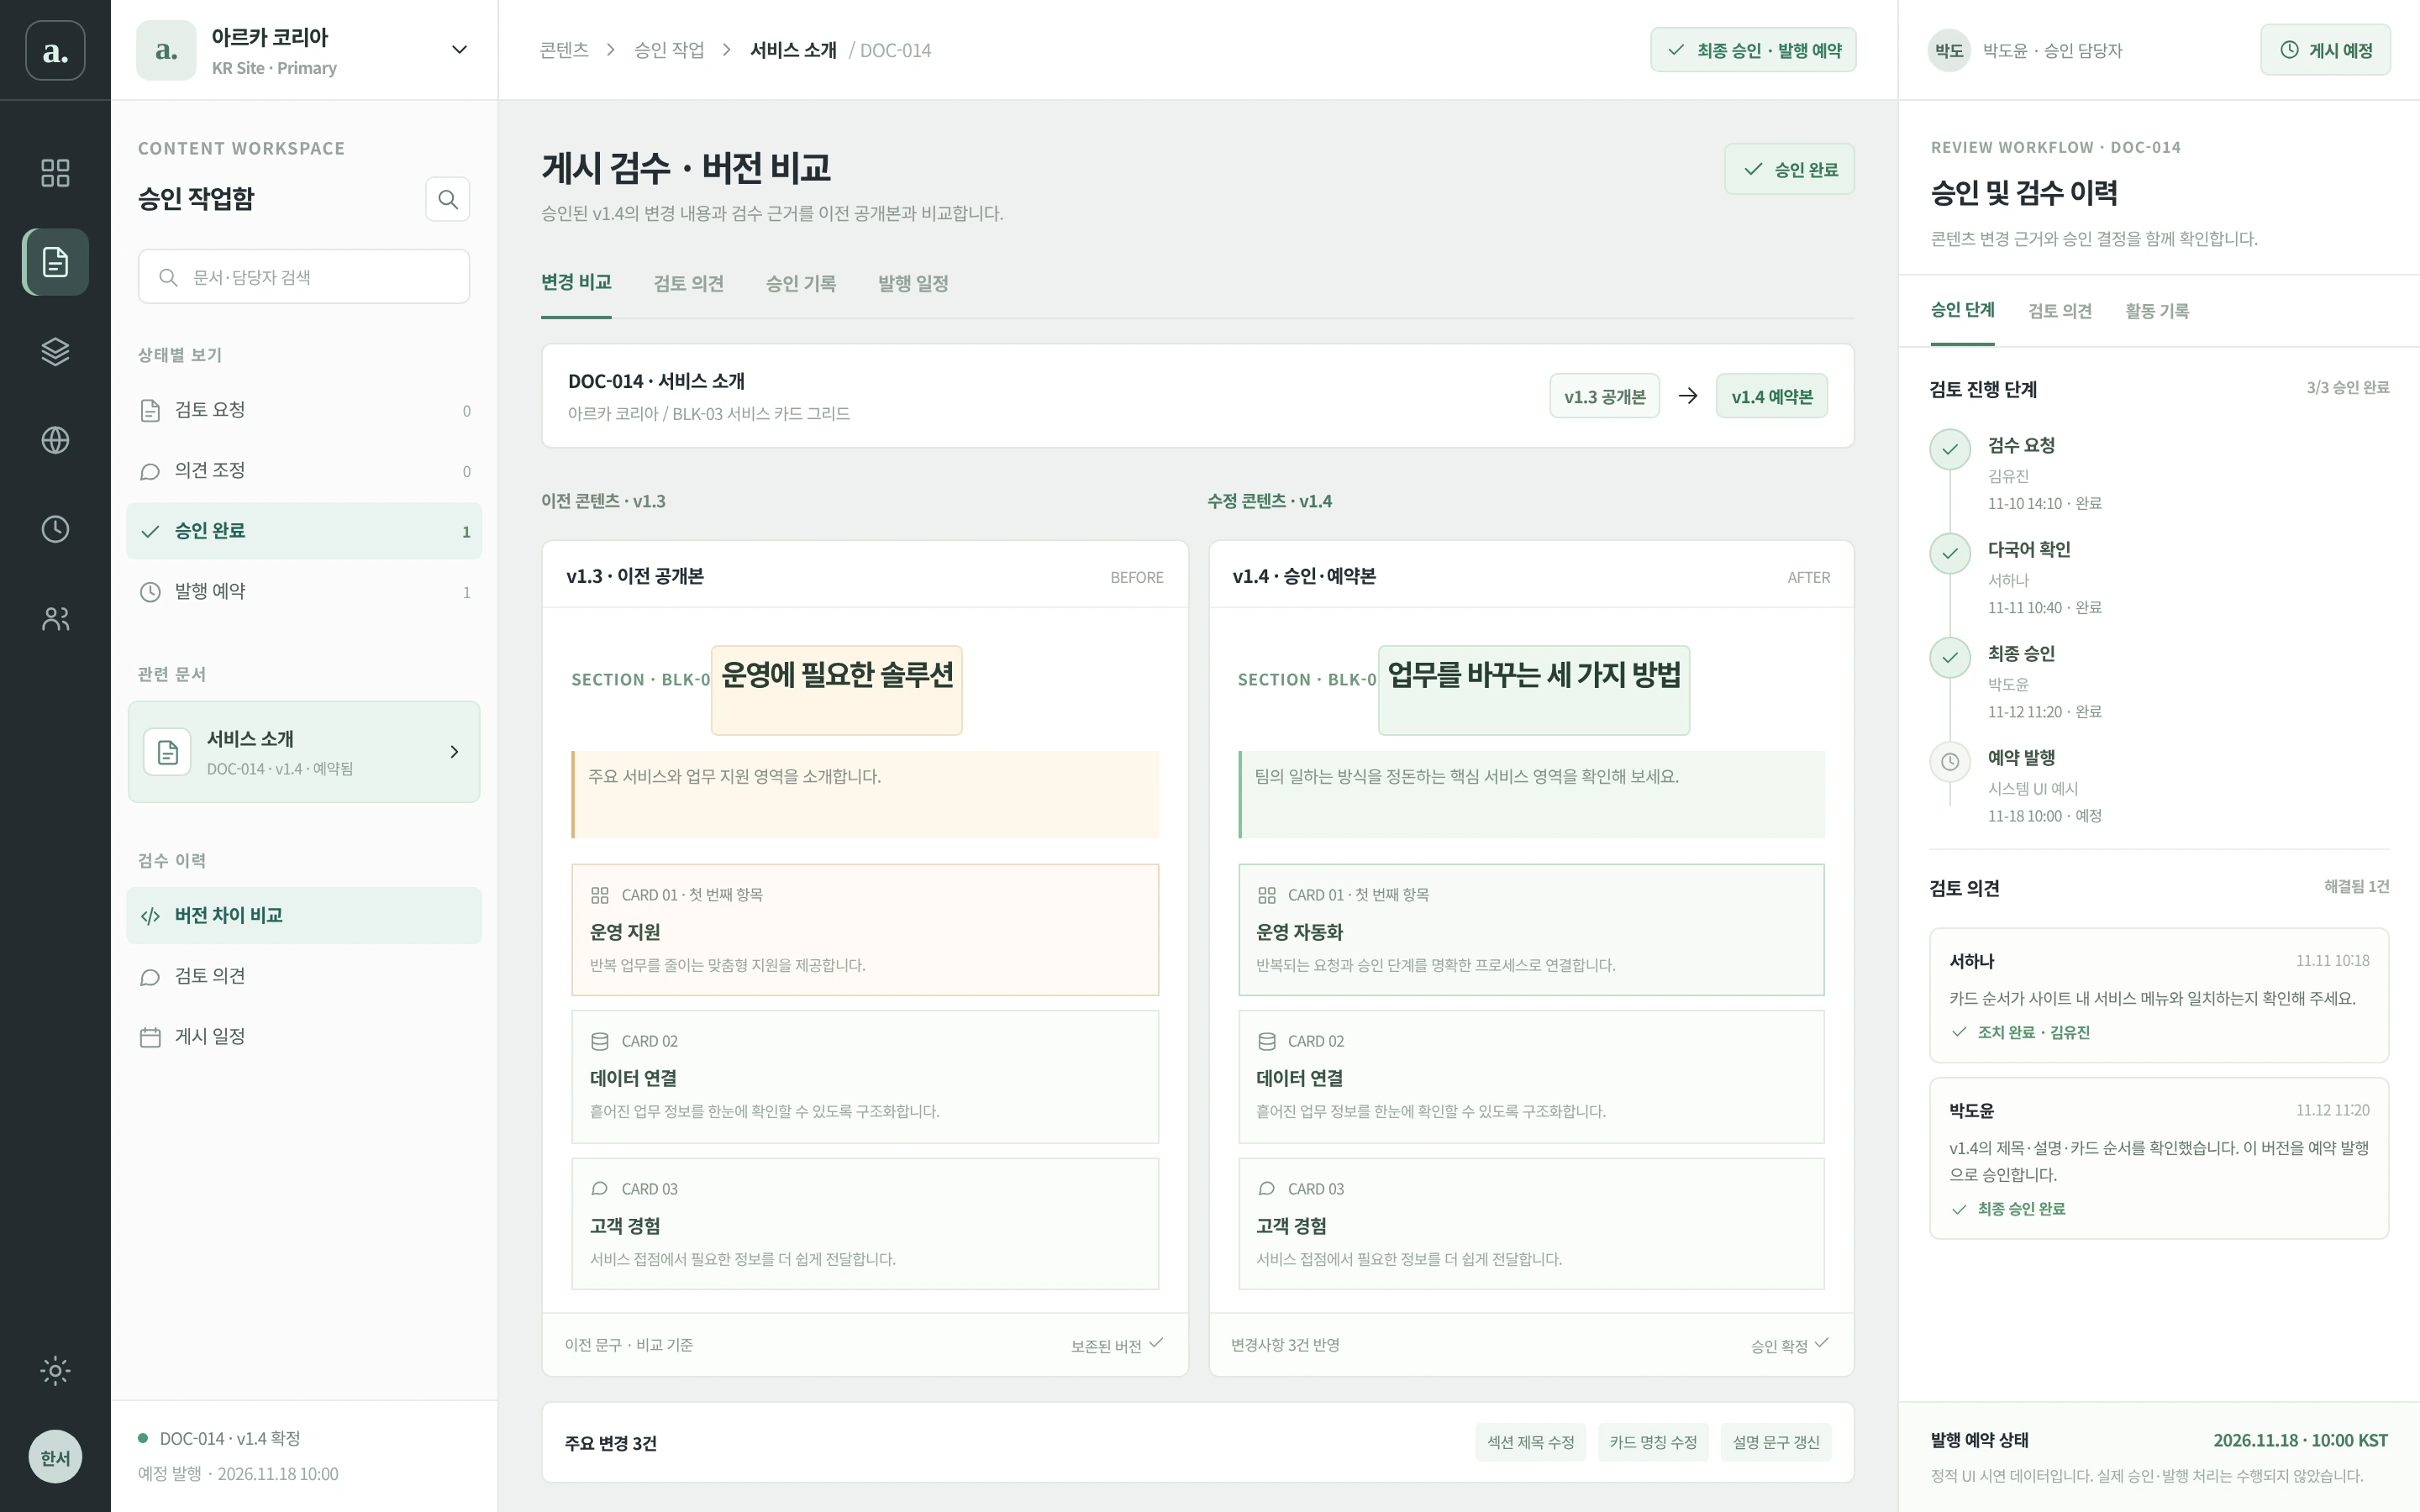 a.
한서
a.
아르카 코리아
KR Site · Primary
CONTENT WORKSPACE
승인 작업함
문서·담당자 검색
상태별 보기
검토 요청 0
의견 조정 0
승인 완료 1
발행 예약 1
관련 문서
서비스 소개
DOC-014 · v1.4 · 예약됨
검수 이력
버전 차이 비교
검토 의견
게시 일정
DOC-014 · v1.4 확정
예정 발행 · 2026.11.18 10:00
콘텐츠 > 승인 작업 > 서비스 소개 / DOC-014
최종 승인 · 발행 예약
게시 검수 · 버전 비교
승인된 v1.4의 변경 내용과 검수 근거를 이전 공개본과 비교합니다.
승인 완료
변경 비교 검토 의견 승인 기록 발행 일정
DOC-014 · 서비스 소개
아르카 코리아 / BLK-03 서비스 카드 그리드
v1.3 공개본 → v1.4 예약본
이전 콘텐츠 · v1.3
v1.3 · 이전 공개본 BEFORE
SECTION · BLK-0 운영에 필요한 솔루션
주요 서비스와 업무 지원 영역을 소개합니다.
CARD 01 · 첫 번째 항목
운영 지원
반복 업무를 줄이는 맞춤형 지원을 제공합니다.
CARD 02
데이터 연결
흩어진 업무 정보를 한눈에 확인할 수 있도록 구조화합니다.
CARD 03
고객 경험
서비스 접점에서 필요한 정보를 더 쉽게 전달합니다.
이전 문구 · 비교 기준 보존된 버전
수정 콘텐츠 · v1.4
v1.4 · 승인·예약본 AFTER
SECTION · BLK-0 업무를 바꾸는 세 가지 방법
팀의 일하는 방식을 정돈하는 핵심 서비스 영역을 확인해 보세요.
CARD 01 · 첫 번째 항목
운영 자동화
반복되는 요청과 승인 단계를 명확한 프로세스로 연결합니다.
CARD 02
데이터 연결
흩어진 업무 정보를 한눈에 확인할 수 있도록 구조화합니다.
CARD 03
고객 경험
서비스 접점에서 필요한 정보를 더 쉽게 전달합니다.
변경사항 3건 반영 승인 확정
주요 변경 3건 섹션 제목 수정 카드 명칭 수정 설명 문구 갱신
박도 박도윤 · 승인 담당자 게시 예정
REVIEW WORKFLOW · DOC-014
승인 및 검수 이력
콘텐츠 변경 근거와 승인 결정을 함께 확인합니다.
승인 단계 검토 의견 활동 기록
검토 진행 단계 3/3 승인 완료
검수 요청
김유진
11-10 14:10 · 완료
다국어 확인
서하나
11-11 10:40 · 완료
최종 승인
박도윤
11-12 11:20 · 완료
예약 발행
시스템 UI 예시
11-18 10:00 · 예정
검토 의견 해결됨 1건
서하나 11.11 10:18
카드 순서가 사이트 내 서비스 메뉴와 일치하는지 확인해 주세요.
조치 완료 · 김유진
박도윤 11.12 11:20
v1.4의 제목·설명·카드 순서를 확인했습니다. 이 버전을 예약 발행
으로 승인합니다.
최종 승인 완료
발행 예약 상태 2026.11.18 · 10:00 KST
정적 UI 시연 데이터입니다. 실제 승인·발행 처리는 수행되지 않았습니다.